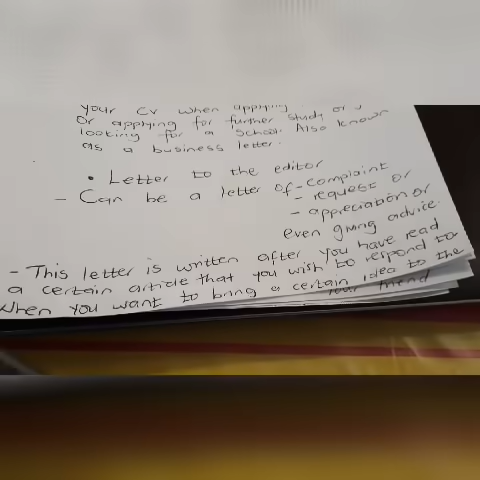 your CV when applying
Or applying for further study or
looking for a School. Also known
as a business letter.
• Letter to the editor
- Can be a letter of - Complaint
- request or
- appreciation or
even giving advice.
- This letter is written after you have read
a certain article that you wish to respond to
When you want to bring a certain idea to the
your friend